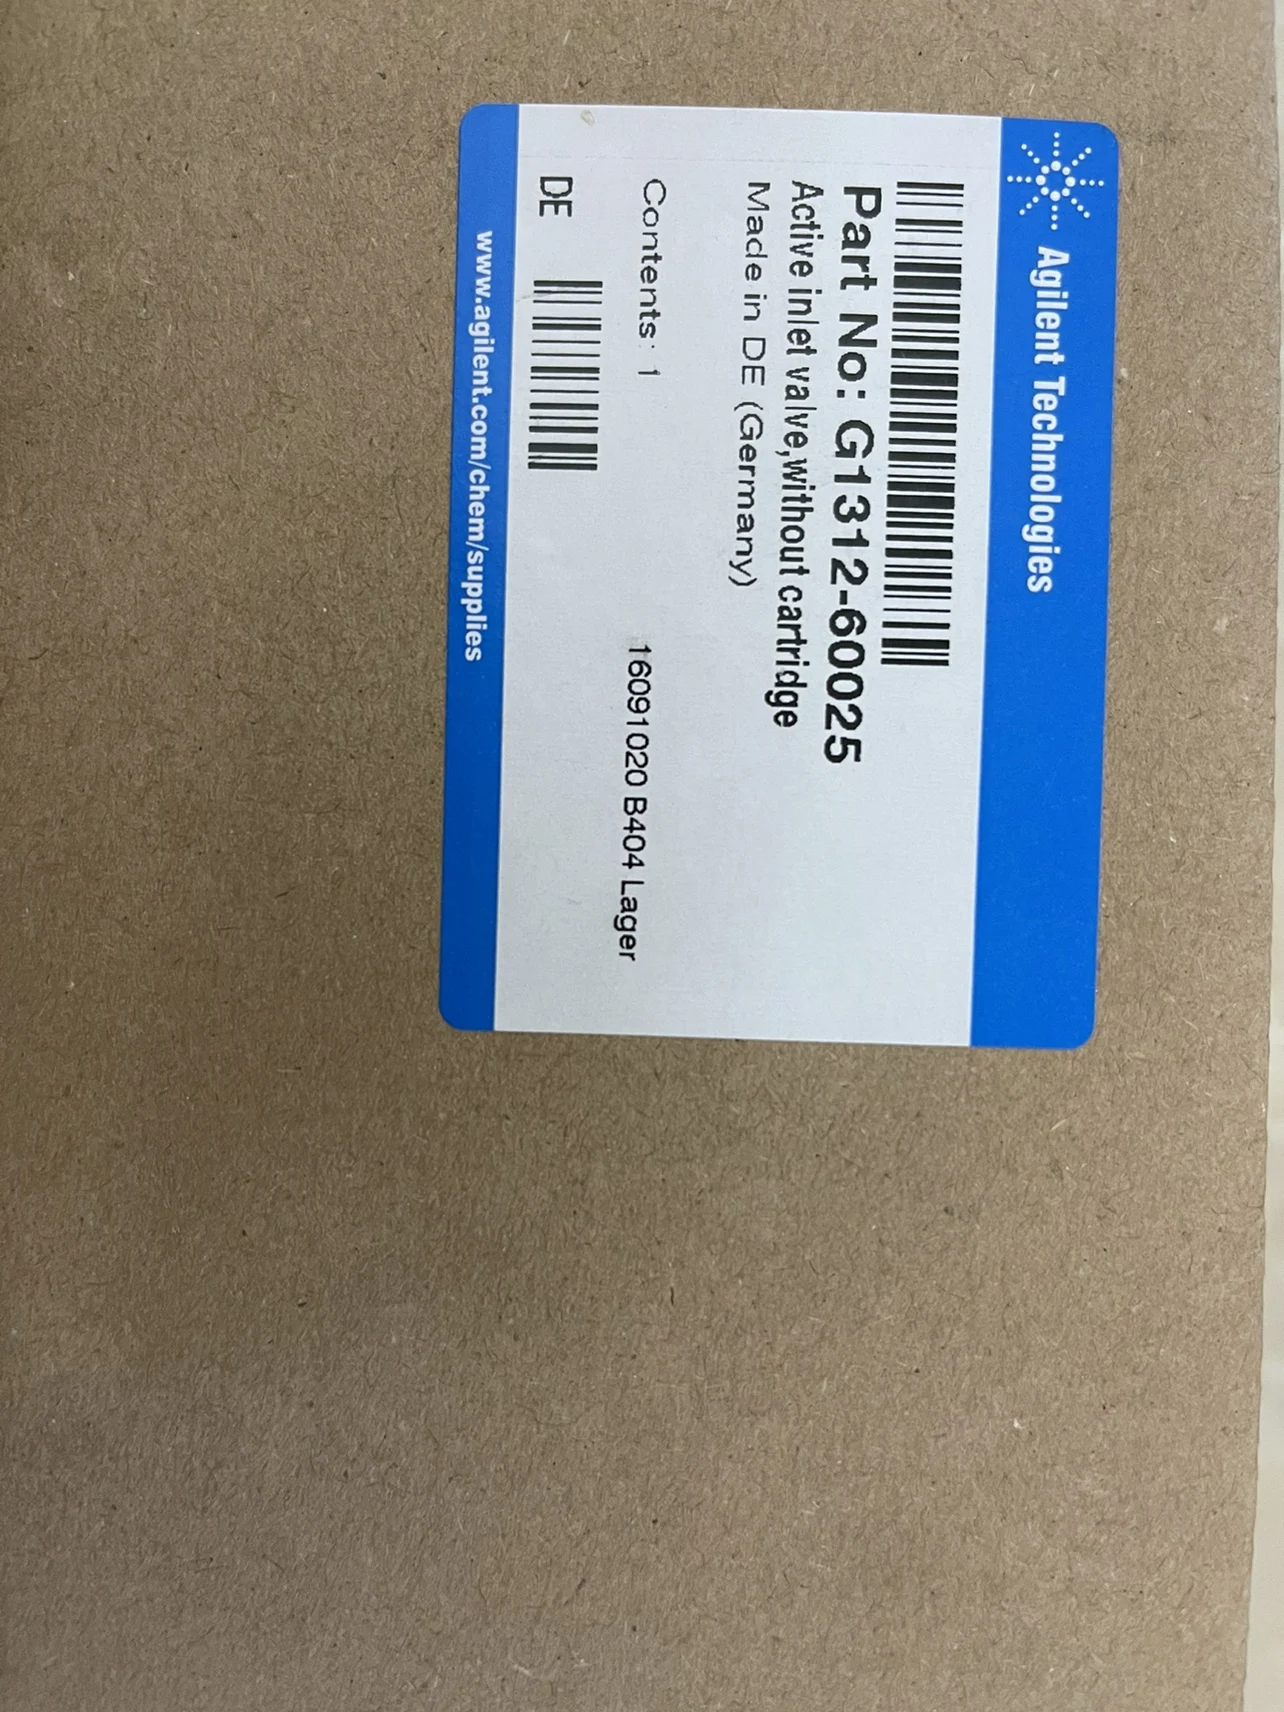 Agilent Technologies
Part No: G1312-60025
Active inlet valve,without cartridge
Made in DE (Germany)
Contents: 1
16091020 B404 Lager
DE
www.agilent.com/chem/supplies